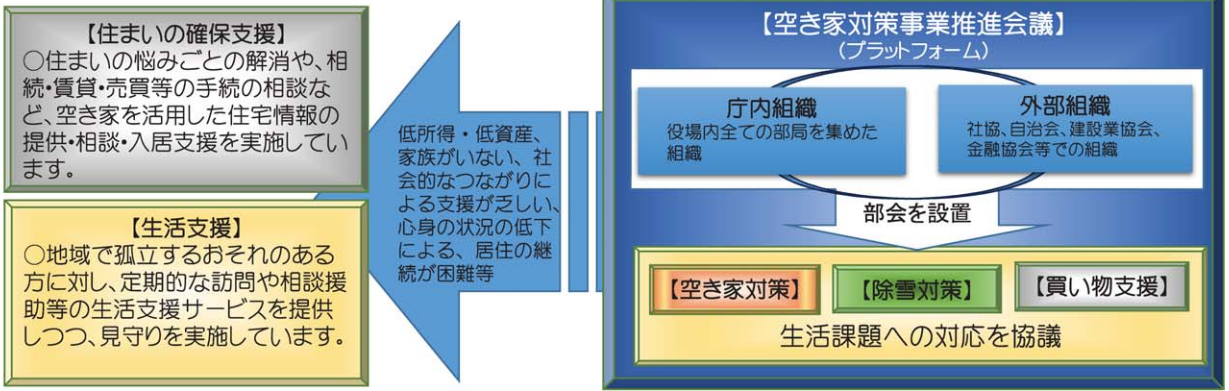 【住まいの確保支援】
○住まいの悩みごとの解消や、相
続・賃貸・売買等の手続の相談な
ど、空き家を活用した住宅情報の
提供・相談・入居支援を実施してい
ます。
【生活支援】
○地域で孤立するおそれのある
方に対し、定期的な訪問や相談援
助等の生活支援サービスを提供
しつつ、見守りを実施しています。
低所得・低資産、
家族がいない、社
会的なつながりに
よる支援が乏しい、
心身の状況の低下
による、居住の継
続が困難等
【空き家対策事業推進会議】
（プラットフォーム）
庁内組織
役場内全ての部局を集めた
組織
外部組織
社協、自治会、建設業協会、
金融協会等での組織
部会を設置
【空き家対策】
【除雪対策】
【買い物支援】
生活課題への対応を協議